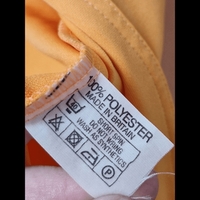 100% POLYESTER
MADE IN
BRITAIN
SHORT SPIN
DO NOT WRING
WASH AS SYNTHETICS